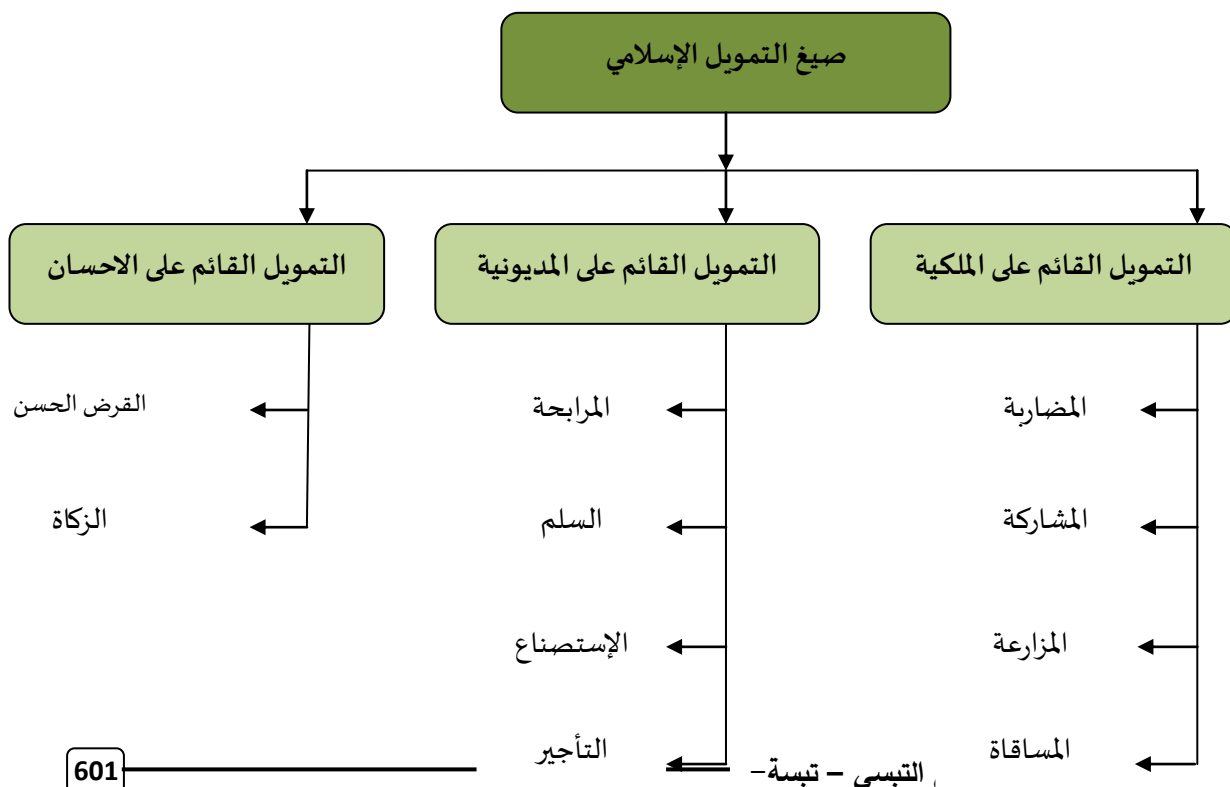 صيغ التمويل الإسلامي
التمويل القائم على الملكية
التمويل القائم على المديونية
التمويل القائم على الاحسان
المضاربة
المرابحة
القرض الحسن
المشاركة
السلم
الزكاة
المزارعة
الإستصناع
المساقاة
التأجير
التبسي – تبسة-
601